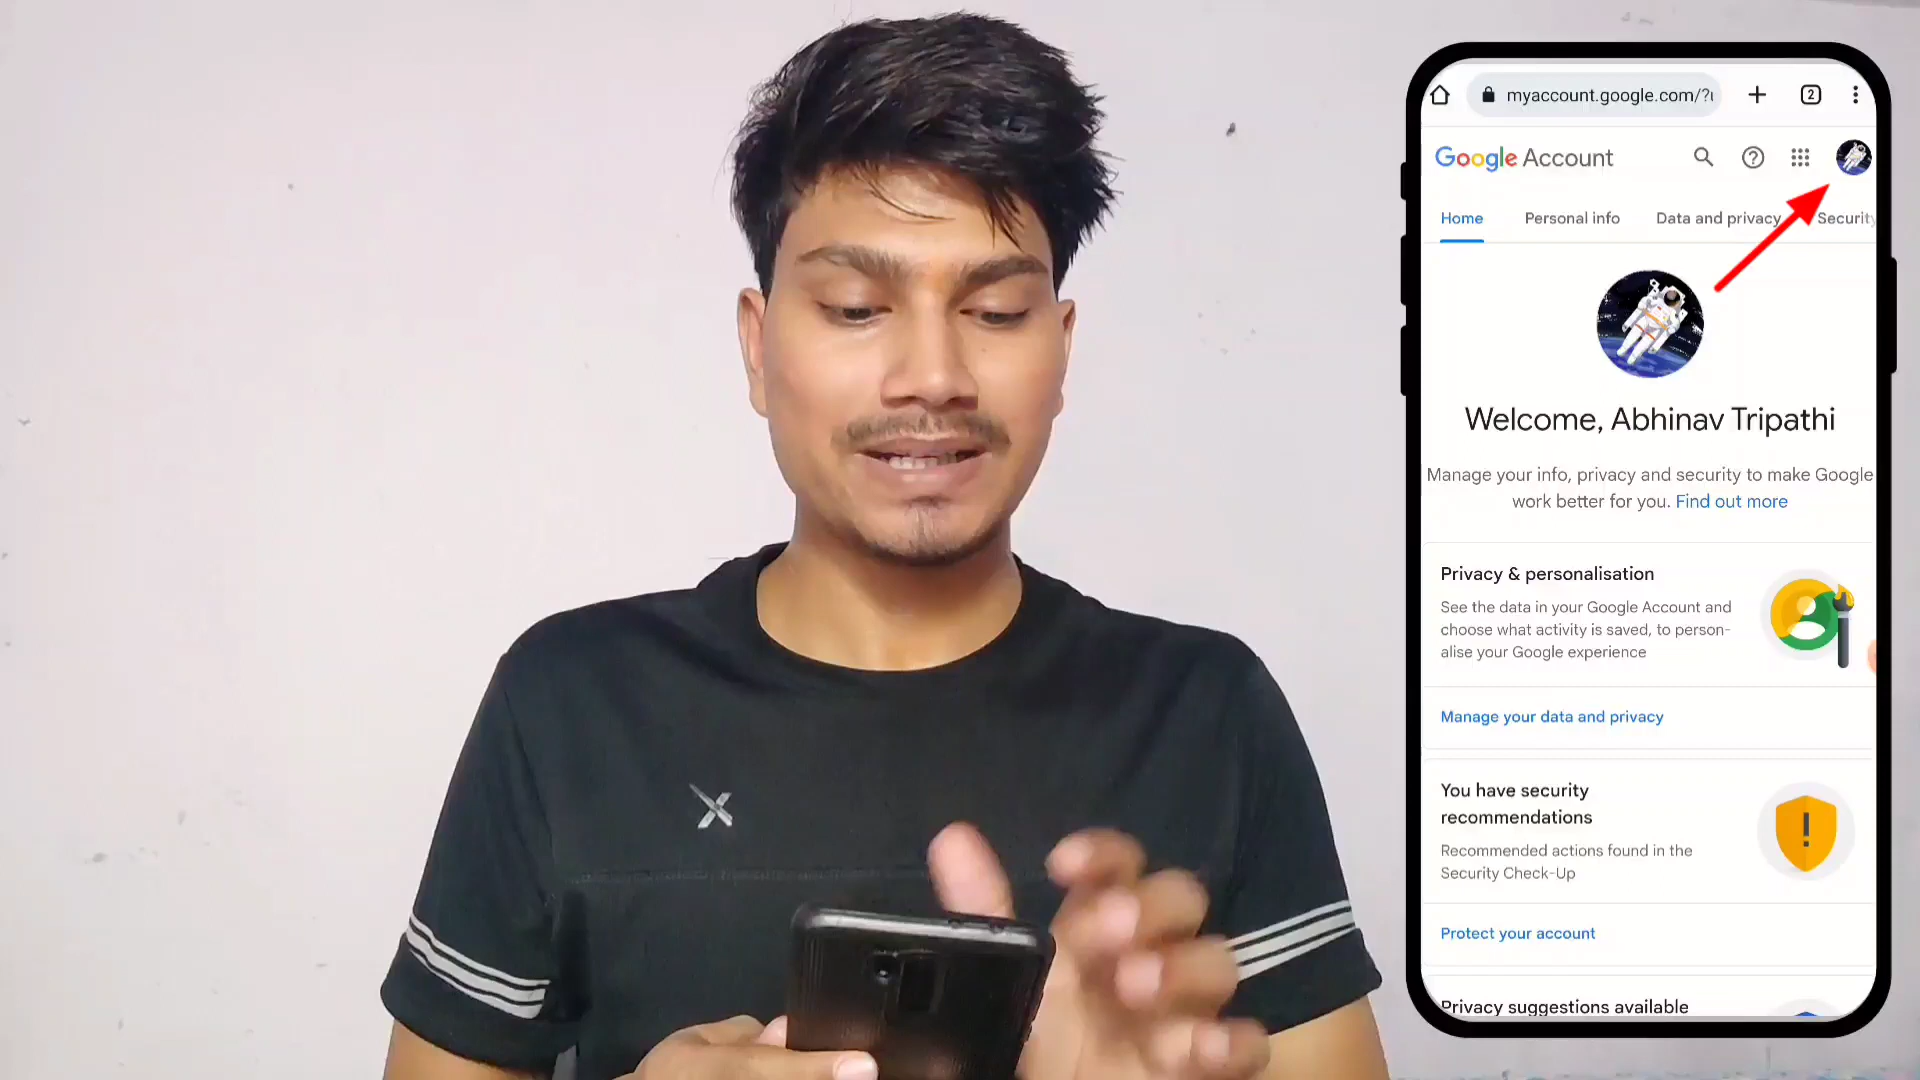 myaccount.google.com/?
2
Google Account
Home Personal info Data and privacy Security
Welcome, Abhinav Tripathi
Manage your info, privacy and security to make Google
work better for you. Find out more
Privacy & personalisation
See the data in your Google Account and
choose what activity is saved, to person-
alise your Google experience
Manage your data and privacy
You have security
recommendations
Recommended actions found in the
Security Check-Up
Protect your account
Privacy suggestions available